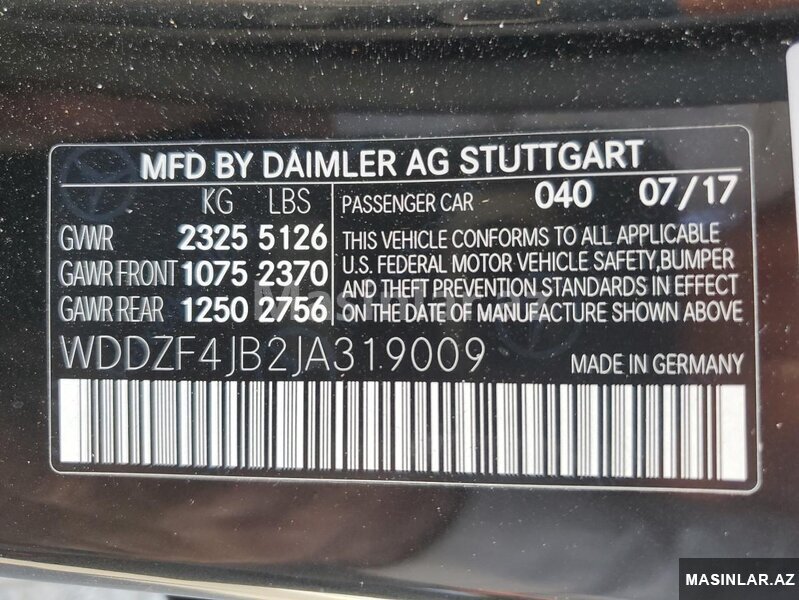 MFD BY DAIMLER AG STUTTGART
KG LBS
GVWR 2325 5126
GAWR FRONT 1075 2370
GAWR REAR 1250 2756
PASSENGER CAR 040 07/17
THIS VEHICLE CONFORMS TO ALL APPLICABLE
U.S. FEDERAL MOTOR VEHICLE SAFETY,BUMPER
AND THEFT PREVENTION STANDARDS IN EFFECT
ON THE DATE OF MANUFACTURE SHOWN ABOVE
WDDZF4JB2JA319009 MADE IN GERMANY
Masinlar.az
MASINLAR.AZ